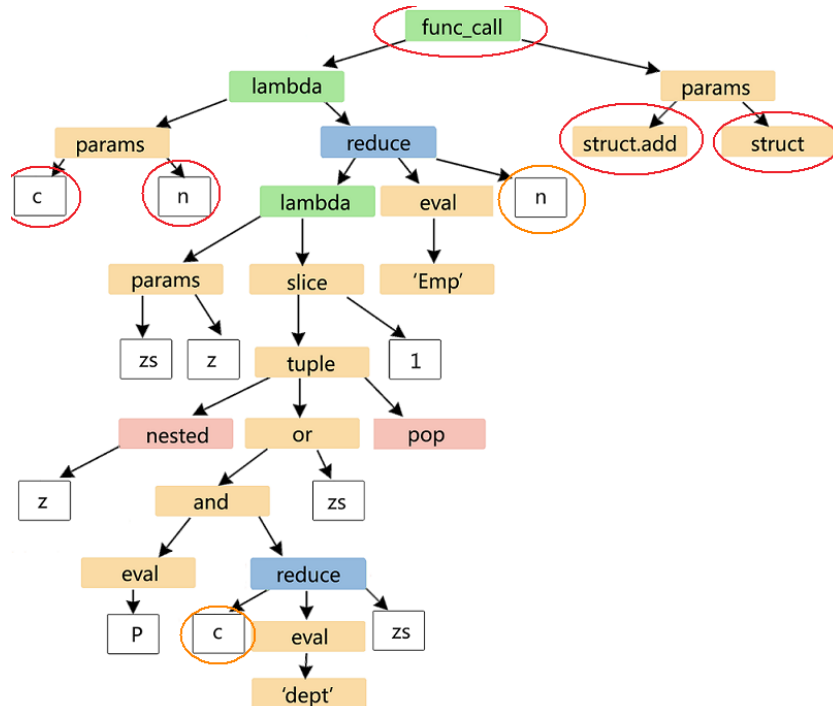 func_call
lambda
params
params
reduce
struct.add
struct
c
n
lambda
eval
n
params
slice
‘Emp’
zs
z
tuple
1
nested
or
pop
z
and
zs
eval
reduce
P
c
eval
zs
‘dept’